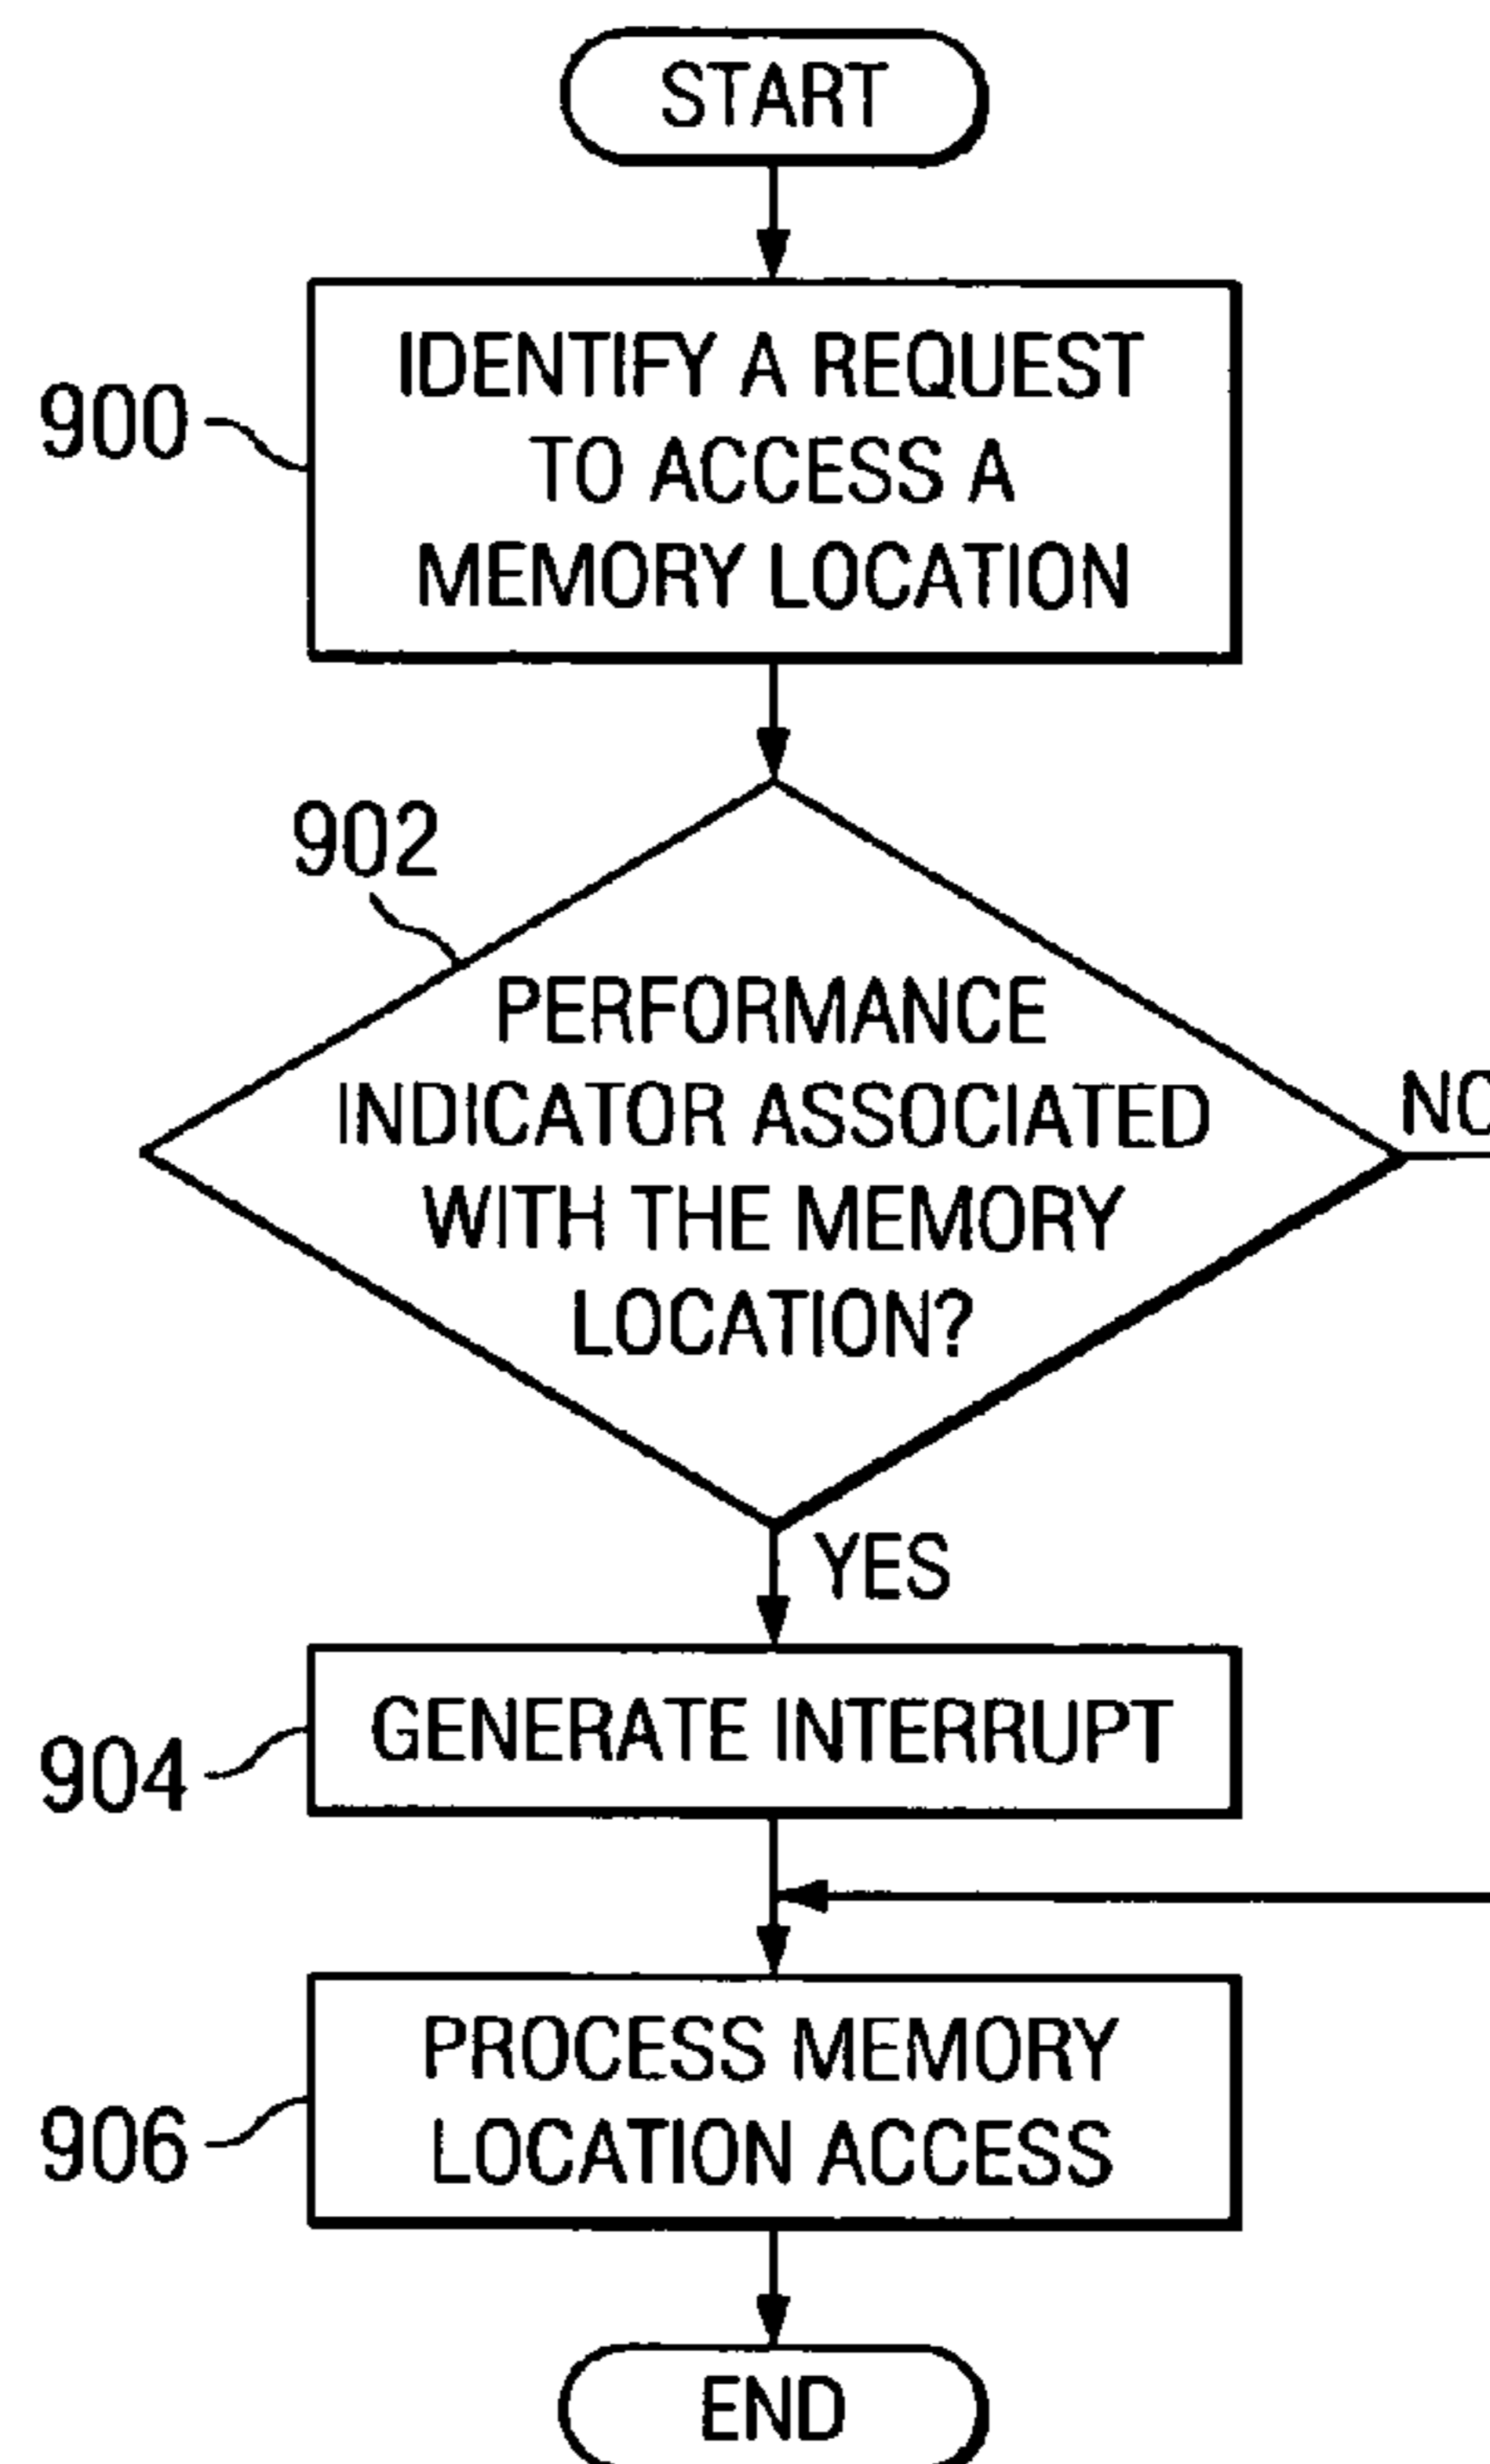 START
900
IDENTIFY A REQUEST
TO ACCESS A
MEMORY LOCATION
902
PERFORMANCE
INDICATOR ASSOCIATED
WITH THE MEMORY
LOCATION?
NO
YES
904
GENERATE INTERRUPT
906
PROCESS MEMORY
LOCATION ACCESS
END